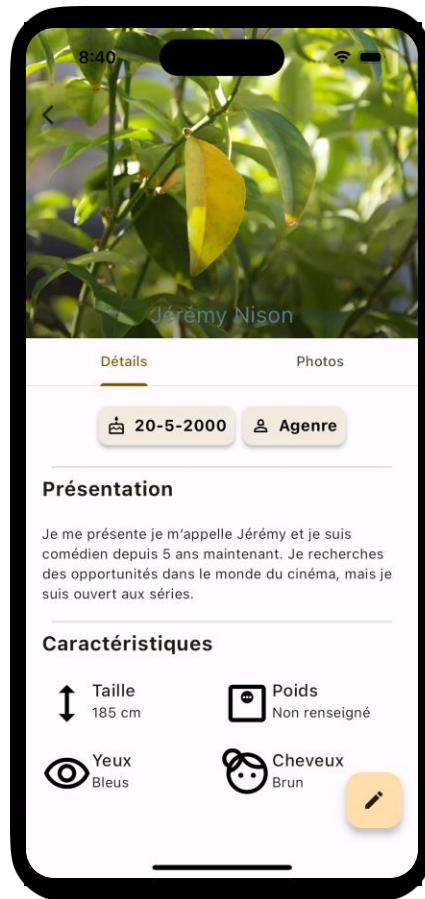 8:40
Jérémy Nison
Détails
Photos
20-5-2000
Agenre
Présentation
Je me présente je m'appelle Jérémy et je suis
comédien depuis 5 ans maintenant. Je recherches
des opportunités dans le monde du cinéma, mais je
suis ouvert aux séries.
Caractéristiques
Taille
185 cm
Poids
Non renseigné
Yeux
Bleus
Cheveux
Brun